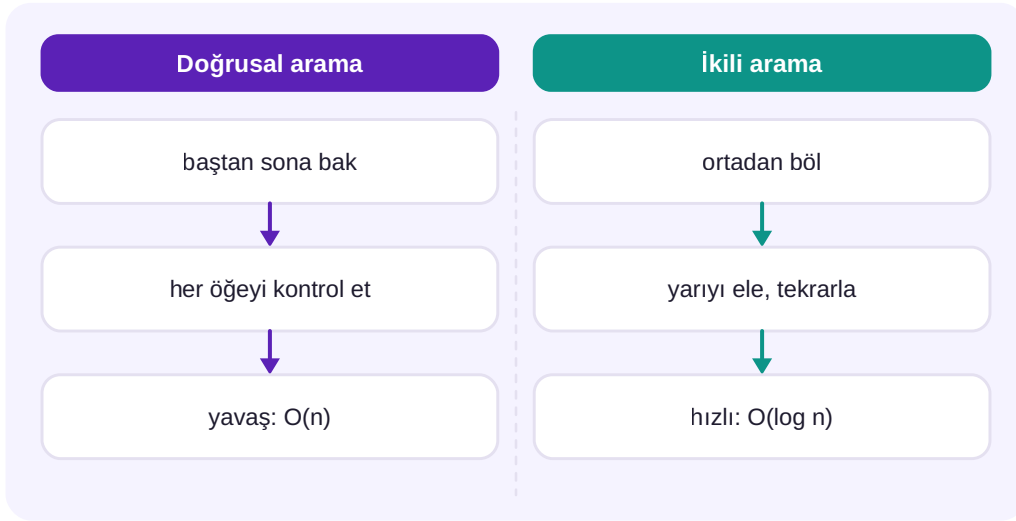 Doğrusal arama
baştan sona bak
her öğeyi kontrol et
yavaş: O(n)
İkili arama
ortadan böl
yarıyı ele, tekrarla
hızlı: O(log n)